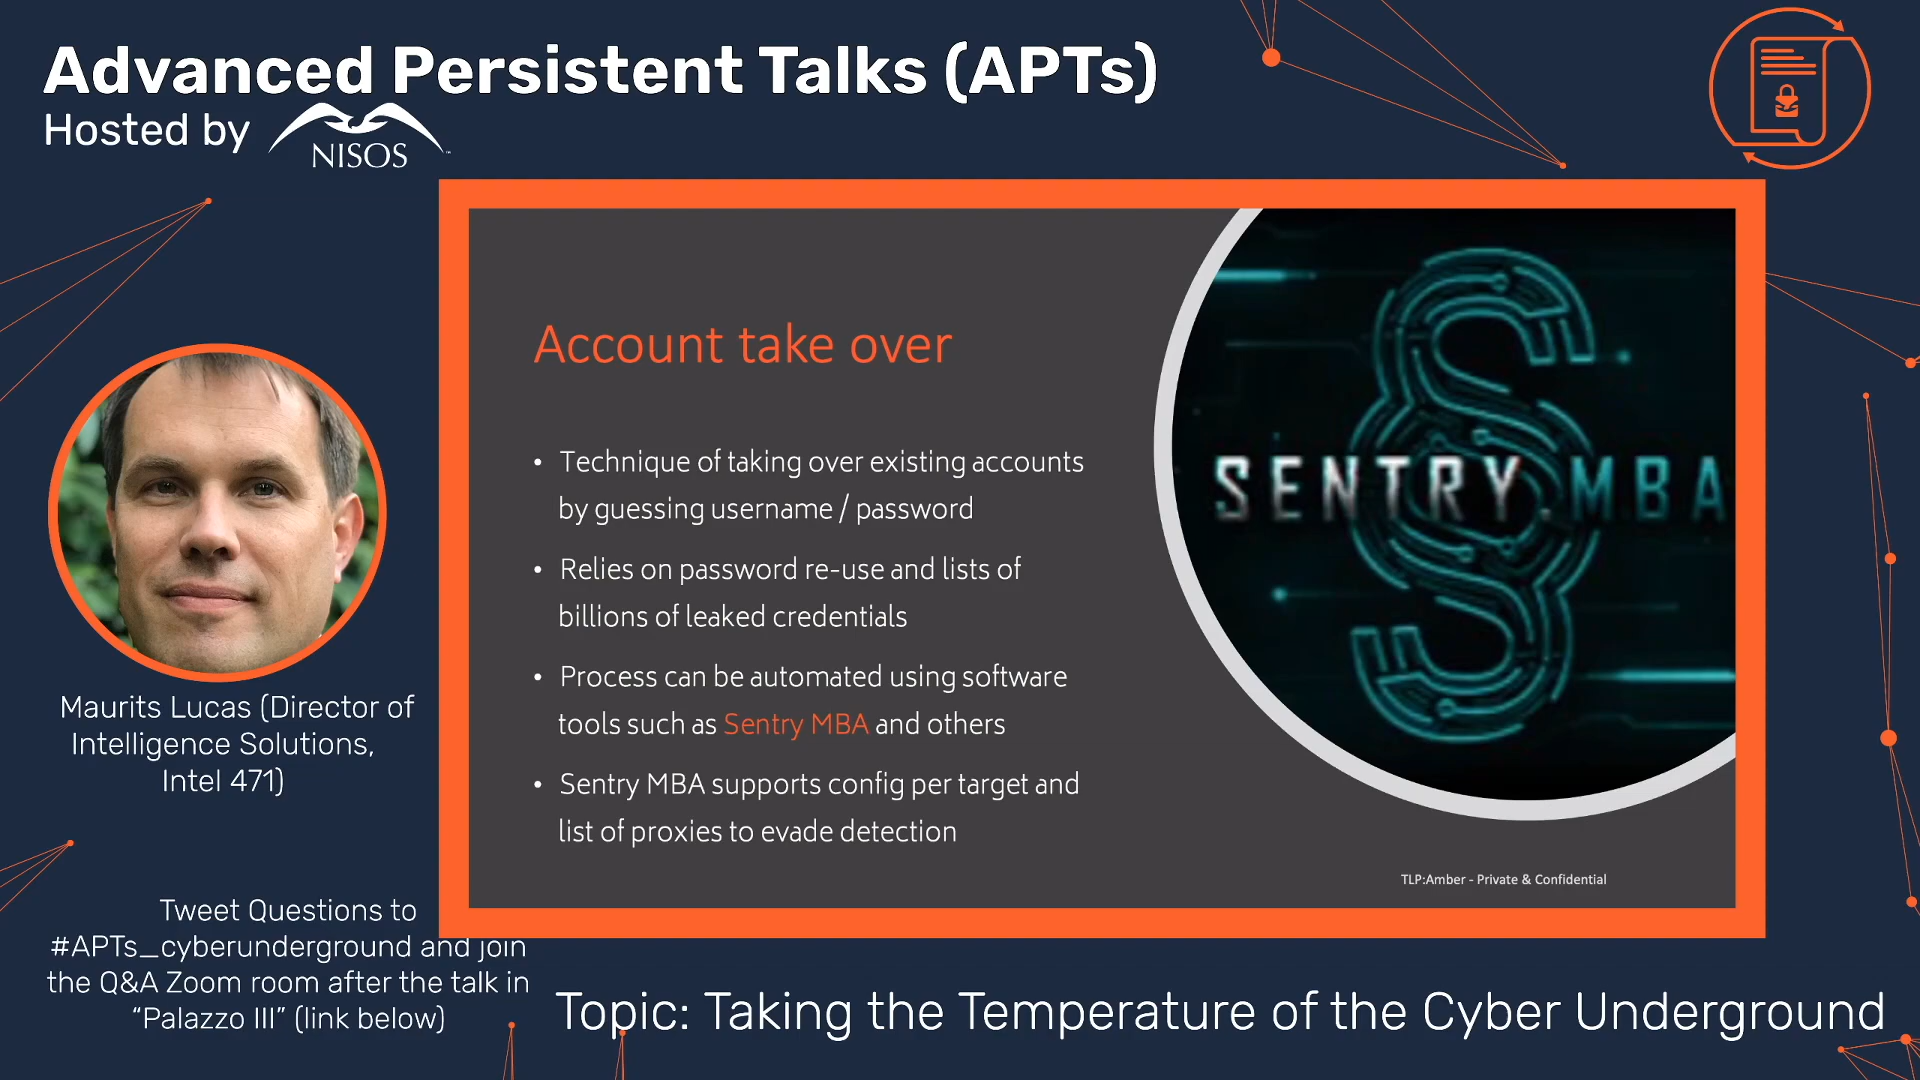 Advanced Persistent Talks (APTs)
Hosted by
NISOS
Account take over
• Technique of taking over existing accounts
by guessing username / password
• Relies on password re-use and lists of
billions of leaked credentials
• Process can be automated using software
tools such as Sentry MBA and others
• Sentry MBA supports config per target and
list of proxies to evade detection
SENTRY.MBA
TLP:Amber - Private & Confidential
Maurits Lucas (Director of
Intelligence Solutions,
Intel 471)
Tweet Questions to
#APTs_cyberunderground and join
the Q&A Zoom room after the talk in
“Palazzo III” (link below)
Topic: Taking the Temperature of the Cyber Underground